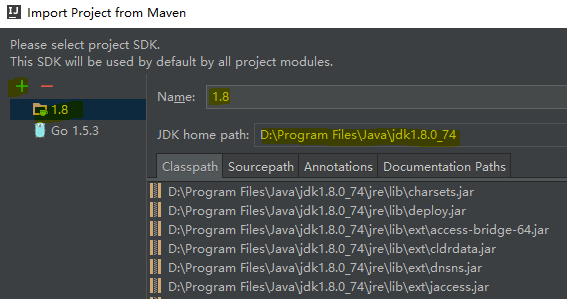 Import Project from Maven
Please select project SDK.
This SDK will be used by default by all project modules.
1.8
Go 1.5.3
Name: 1.8
JDK home path: D:\Program Files\Java\jdk1.8.0_74
Classpath Sourcepath Annotations Documentation Paths
D:\Program Files\Java\jdk1.8.0_74\jre\lib\charsets.jar
D:\Program Files\Java\jdk1.8.0_74\jre\lib\deploy.jar
D:\Program Files\Java\jdk1.8.0_74\jre\lib\ext\access-bridge-64.jar
D:\Program Files\Java\jdk1.8.0_74\jre\lib\ext\cldrdata.jar
D:\Program Files\Java\jdk1.8.0_74\jre\lib\ext\dnsns.jar
D:\Program Files\Java\jdk1.8.0_74\jre\lib\ext\jaccess.jar